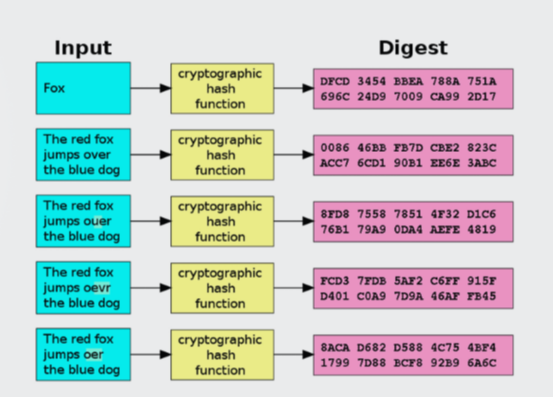 Input
Digest
Fox
cryptographic
hash
function
DFCD 3454 BBEA 788A 751A
696C 24D9 7009 CA99 2D17
The red fox
jumps over
the blue dog
cryptographic
hash
function
0086 46BB FB7D CBE2 823C
ACC7 6CD1 90B1 EE6E 3ABC
The red fox
jumps ouer
the blue dog
cryptographic
hash
function
8FD8 7558 7851 4F32 D1C6
76B1 79A9 0DA4 AEFE 4819
The red fox
jumps oevr
the blue dog
cryptographic
hash
function
FCD3 7FDB 5AF2 C6FF 915F
D401 C0A9 7D9A 46AF FB45
The red fox
jumps oer
the blue dog
cryptographic
hash
function
8ACA D682 D588 4C75 4BF4
1799 7D88 BCF8 92B9 6A6C